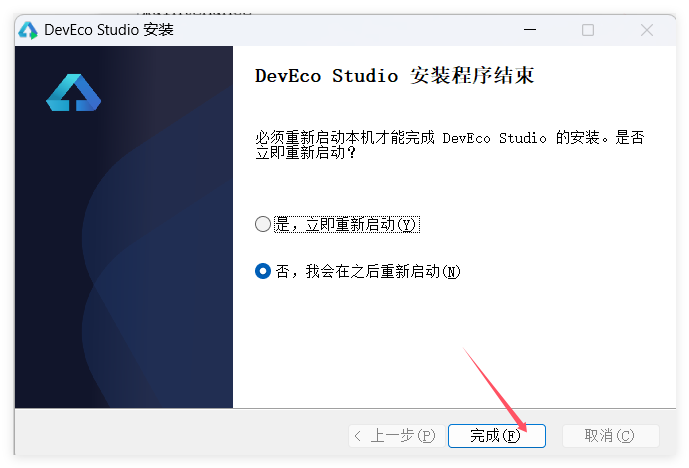 DevEco Studio 安装
DevEco Studio 安装程序结束
必须重新启动本机才能完成 DevEco Studio 的安装。是否
立即重新启动？
是，立即重新启动(Y)
否，我会在之后重新启动(N)
< 上一步(P)
完成(F)
取消(C)